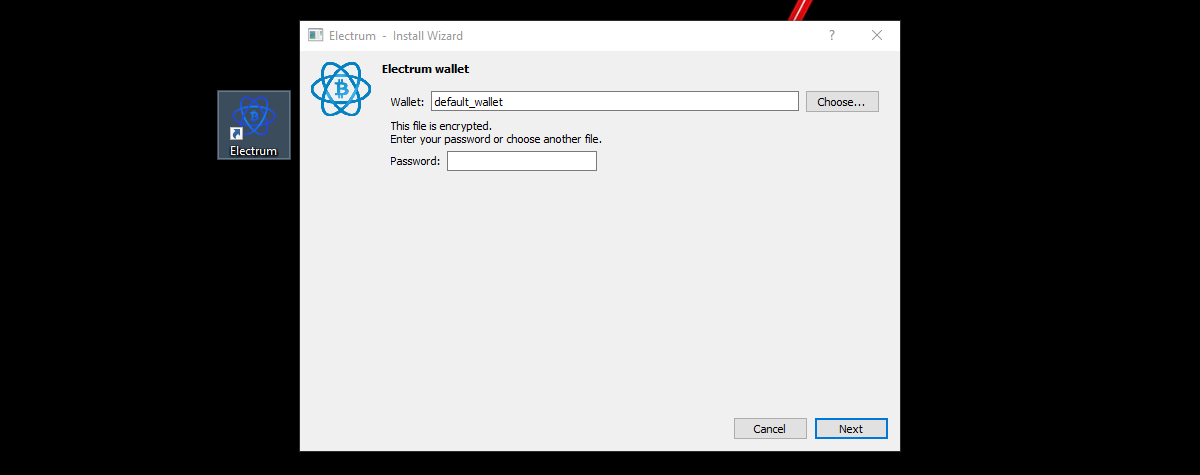 Electrum - Install Wizard
Electrum wallet
Wallet: default_wallet Choose...
This file is encrypted.
Enter your password or choose another file.
Password:
Electrum
Cancel Next